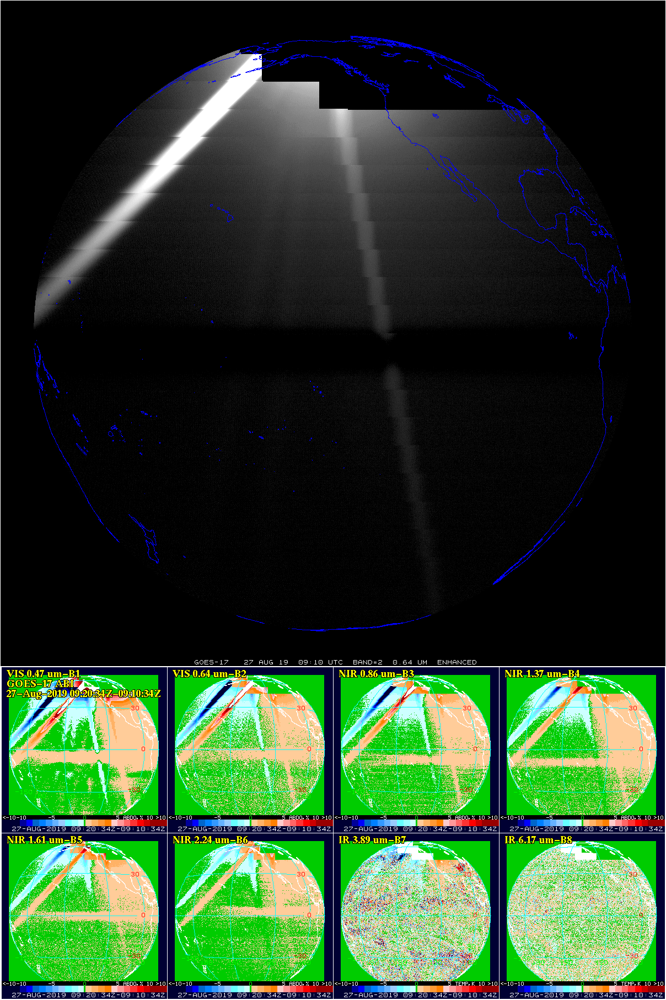 GOES-17 27 AUG 19 09:10 UTC BAND=2 0.64 UM ENHANCED
VIS 0.47 um-B1
GOES-17 ABI
27-Aug-2019 09:20:34Z-09:10:34Z
30
0
-150
<-10-10 -5 0 5 ABDO,% 10 >10
27-AUG-2019 09:20:34Z-09:10:34Z
VIS 0.64 um-B2
30
0
<-10-10 -5 0 5 ABDO,% 10 >10
27-AUG-2019 09:20:34Z-09:10:34Z
NIR 0.86 um-B3
30
0
-30
<-10-10 -5 0 5 ABDO,% 10 >10
27-AUG-2019 09:20:34Z-09:10:34Z
NIR 1.37 um-B4
30
0
-30
<-10-10 -5 0 5 ABDO,% 10 >10
27-AUG-2019 09:20:34Z-09:10:34Z
NIR 1.61 um-B5
30
0
-30
<-10-10 -5 0 5 ABDO,% 10 >10
27-AUG-2019 09:20:34Z-09:10:34Z
NIR 2.24 um-B6
30
0
-30
<-10-10 -5 0 5 ABDO,% 10 >10
27-AUG-2019 09:20:34Z-09:10:34Z
IR 3.89 um-B7
30
0
-30
<-10-10 -5 0 5 TEMP,K 10 >10
27-AUG-2019 09:20:34Z-09:10:34Z
IR 6.17 um-B8
30
0
-30
<-10-10 -5 0 5 TEMP,K 10 >10
27-AUG-2019 09:20:34Z-09:10:34Z